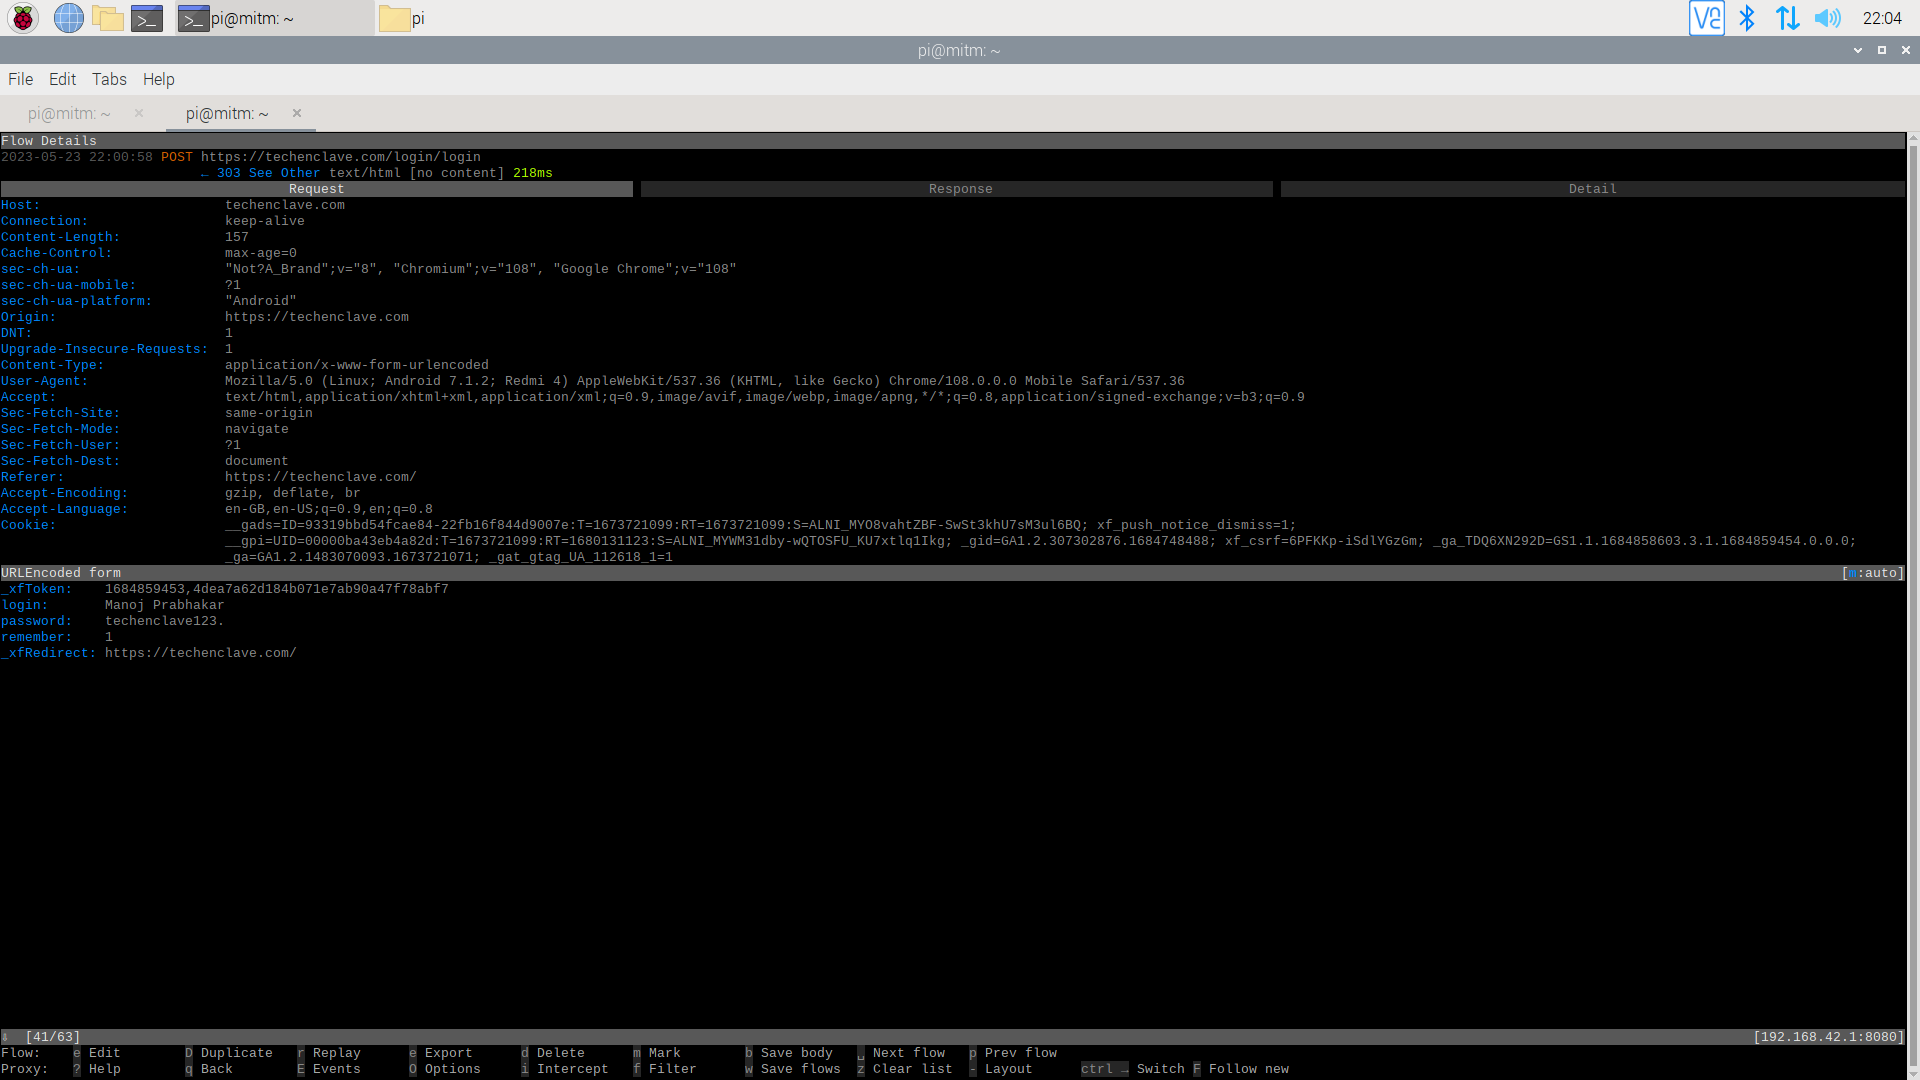 pi@mitm: ~
pi
22:04
pi@mitm: ~
File Edit Tabs Help
pi@mitm: ~ × pi@mitm: ~ ×
Flow Details
2023-05-23 22:00:58 POST https://techenclave.com/login/login
← 303 See Other text/html [no content] 218ms
Request Response Detail
Host: techenclave.com
Connection: keep-alive
Content-Length: 157
Cache-Control: max-age=0
sec-ch-ua: "Not?A_Brand";v="8", "Chromium";v="108", "Google Chrome";v="108"
sec-ch-ua-mobile: ?1
sec-ch-ua-platform: "Android"
Origin: https://techenclave.com
DNT: 1
Upgrade-Insecure-Requests: 1
Content-Type: application/x-www-form-urlencoded
User-Agent: Mozilla/5.0 (Linux; Android 7.1.2; Redmi 4) AppleWebKit/537.36 (KHTML, like Gecko) Chrome/108.0.0.0 Mobile Safari/537.36
Accept: text/html,application/xhtml+xml,application/xml;q=0.9,image/avif,image/webp,image/apng,*/*;q=0.8,application/signed-exchange;v=b3;q=0.9
Sec-Fetch-Site: same-origin
Sec-Fetch-Mode: navigate
Sec-Fetch-User: ?1
Sec-Fetch-Dest: document
Referer: https://techenclave.com/
Accept-Encoding: gzip, deflate, br
Accept-Language: en-GB,en-US;q=0.9,en;q=0.8
Cookie: __gads=ID=93319bbd54fcae84-22fb16f844d9007e:T=1673721099:RT=1673721099:S=ALNI_MYO8vahtZBF-SwSt3khU7sM3ul6BQ; xf_push_notice_dismiss=1;
__gpi=UID=00000ba43eb4a82d:T=1673721099:RT=1680131123:S=ALNI_MYWM31dby-wQTOSFU_KU7xtlq1Ikg; _gid=GA1.2.307302876.1684748488; xf_csrf=6PFKKp-iSdlYGzGm; _ga_TDQ6XN292D=GS1.1.1684858603.3.1.1684859454.0.0.0;
_ga=GA1.2.1483070093.1673721071; _gat_gtag_UA_112618_1=1
URLEncoded form [m:auto]
_xfToken: 1684859453,4dea7a62d184b071e7ab90a47f78abf7
login: Manoj Prabhakar
password: techenclave123.
remember: 1
_xfRedirect: https://techenclave.com/
⇩ [41/63] [192.168.42.1:8080]
Flow: e Edit D Duplicate r Replay e Export d Delete m Mark b Save body ␣ Next flow p Prev flow
Proxy: ? Help q Back E Events O Options i Intercept f Filter w Save flows z Clear list - Layout ctrl → Switch F Follow new